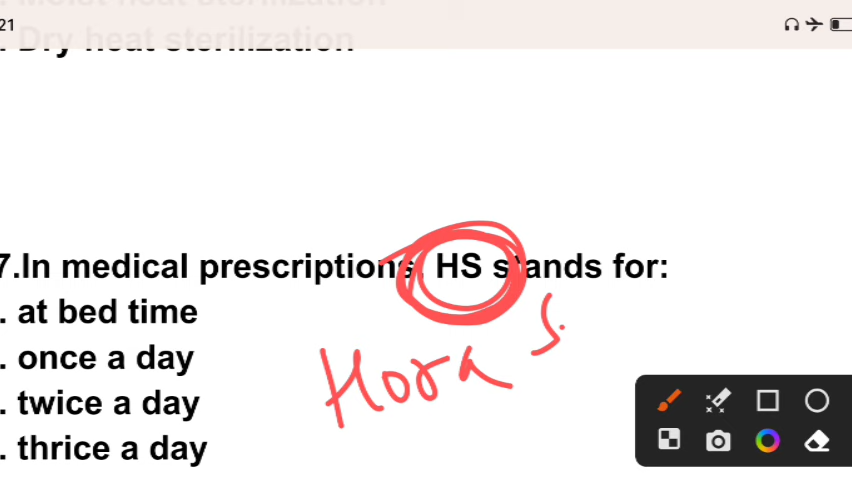 21
. Dry heat sterilization
7.In medical prescriptions, HS stands for:
. at bed time
. once a day
. twice a day
. thrice a day
Hora S